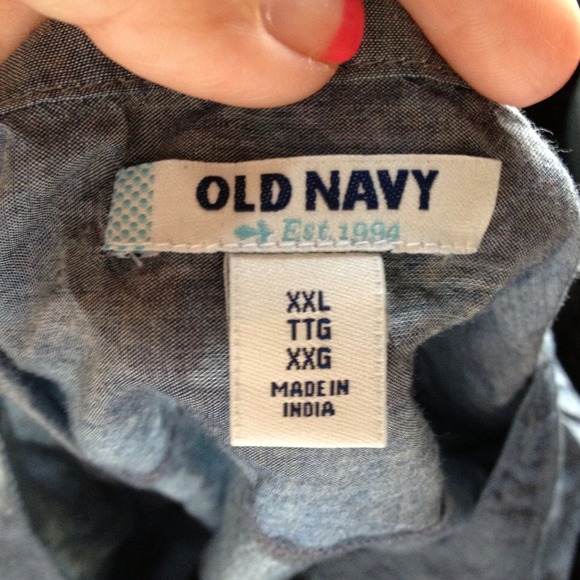 OLD NAVY
Est. 1994
XXL
TTG
XXG
MADE IN
INDIA